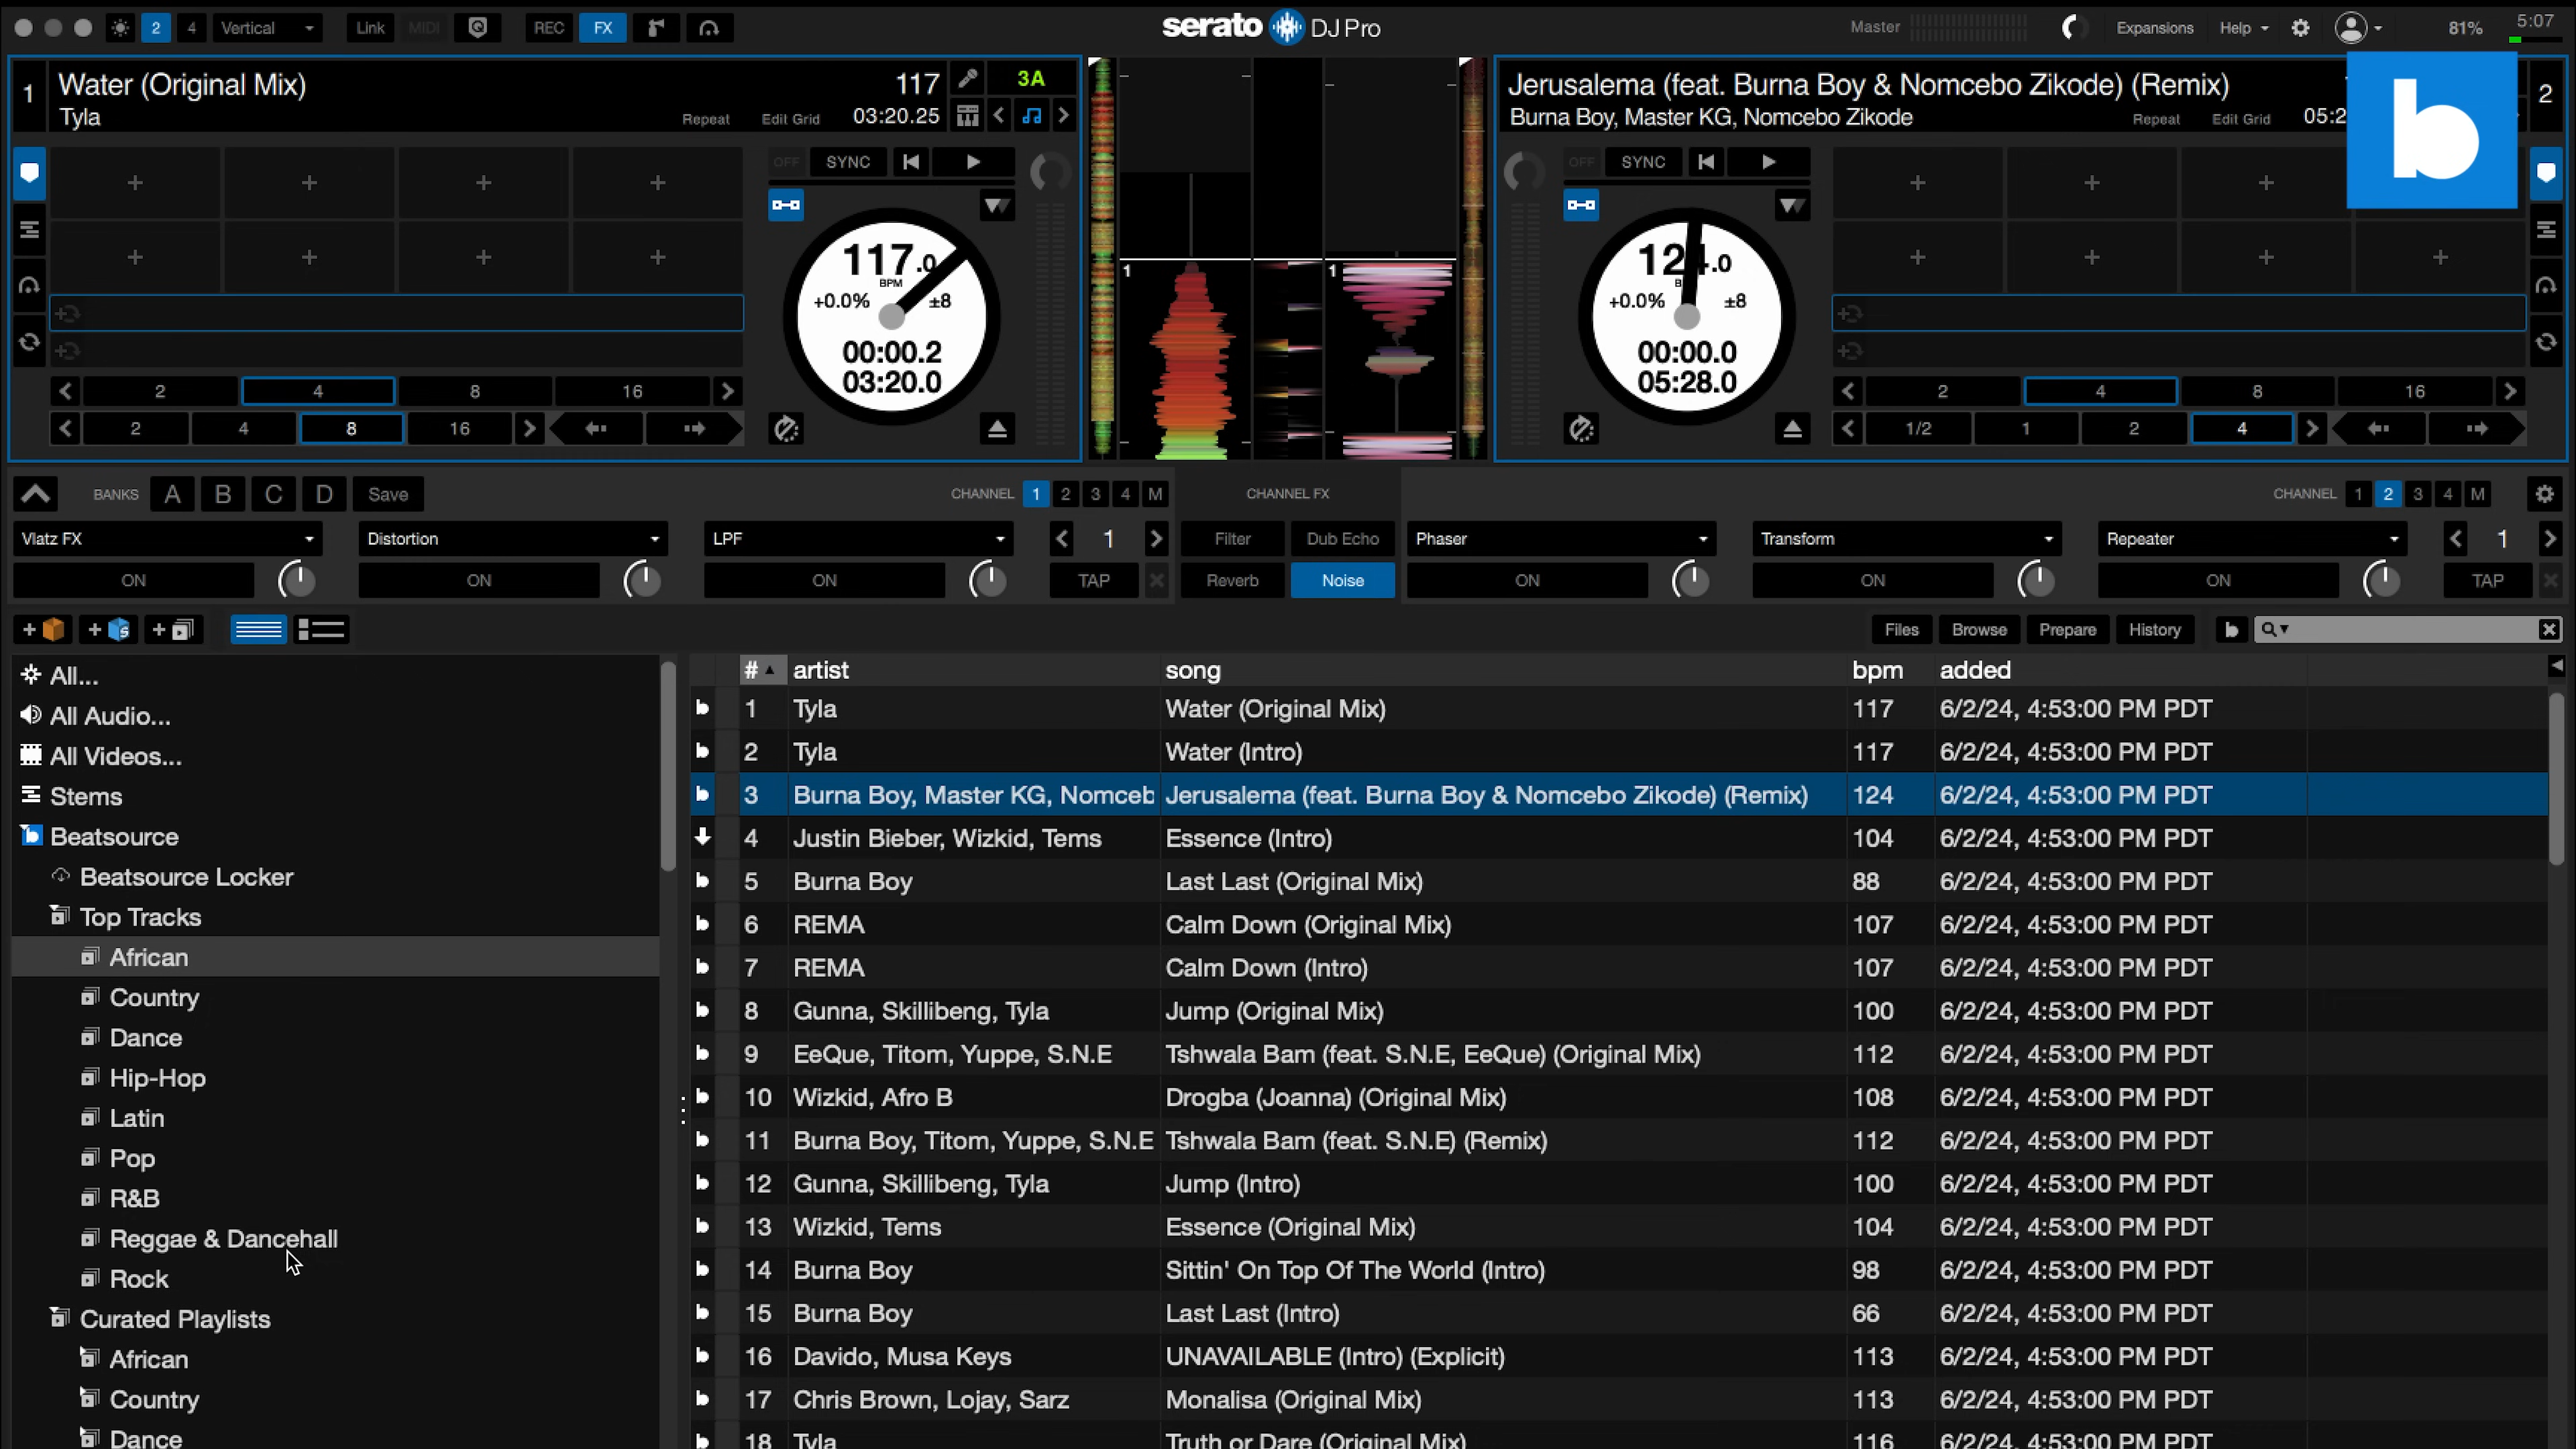 2 4 Vertical Link MIDI REC FX serato DJ Pro Master Expansions Help 81% 5:07
1 Water (Original Mix) 117 3A
Tyla Repeat Edit Grid 03:20.25
Jerusalema (feat. Burna Boy & Nomcebo Zikode) (Remix) 2
Burna Boy, Master KG, Nomcebo Zikode Repeat Edit Grid 05:2
b
OFF SYNC
117.0
BPM
+0.0% ±8
00:00.2
03:20.0
1 1
OFF SYNC
124.0
+0.0% ±8
00:00.0
05:28.0
2 4 8 16
2 4 8 16
2 4 8 16
1/2 1 2 4
BANKS A B C D Save CHANNEL 1 2 3 4 M CHANNEL FX CHANNEL 1 2 3 4 M
Vlatz FX Distortion LPF 1 Filter Dub Echo Phaser Transform Repeater 1
ON ON ON TAP Reverb Noise ON ON ON TAP
Files Browse Prepare History b
All...
All Audio...
All Videos...
Stems
Beatsource
Beatsource Locker
Top Tracks
African
Country
Dance
Hip-Hop
Latin
Pop
R&B
Reggae & Dancehall
Rock
Curated Playlists
African
Country
Dance
# artist song bpm added
b 1 Tyla Water (Original Mix) 117 6/2/24, 4:53:00 PM PDT
b 2 Tyla Water (Intro) 117 6/2/24, 4:53:00 PM PDT
b 3 Burna Boy, Master KG, Nomceb Jerusalema (feat. Burna Boy & Nomcebo Zikode) (Remix) 124 6/2/24, 4:53:00 PM PDT
4 Justin Bieber, Wizkid, Tems Essence (Intro) 104 6/2/24, 4:53:00 PM PDT
b 5 Burna Boy Last Last (Original Mix) 88 6/2/24, 4:53:00 PM PDT
b 6 REMA Calm Down (Original Mix) 107 6/2/24, 4:53:00 PM PDT
b 7 REMA Calm Down (Intro) 107 6/2/24, 4:53:00 PM PDT
b 8 Gunna, Skillibeng, Tyla Jump (Original Mix) 100 6/2/24, 4:53:00 PM PDT
b 9 EeQue, Titom, Yuppe, S.N.E Tshwala Bam (feat. S.N.E, EeQue) (Original Mix) 112 6/2/24, 4:53:00 PM PDT
b 10 Wizkid, Afro B Drogba (Joanna) (Original Mix) 108 6/2/24, 4:53:00 PM PDT
b 11 Burna Boy, Titom, Yuppe, S.N.E Tshwala Bam (feat. S.N.E) (Remix) 112 6/2/24, 4:53:00 PM PDT
b 12 Gunna, Skillibeng, Tyla Jump (Intro) 100 6/2/24, 4:53:00 PM PDT
b 13 Wizkid, Tems Essence (Original Mix) 104 6/2/24, 4:53:00 PM PDT
b 14 Burna Boy Sittin' On Top Of The World (Intro) 98 6/2/24, 4:53:00 PM PDT
b 15 Burna Boy Last Last (Intro) 66 6/2/24, 4:53:00 PM PDT
b 16 Davido, Musa Keys UNAVAILABLE (Intro) (Explicit) 113 6/2/24, 4:53:00 PM PDT
b 17 Chris Brown, Lojay, Sarz Monalisa (Original Mix) 113 6/2/24, 4:53:00 PM PDT
b 18 Tyla Truth or Dare (Original Mix) 116 6/2/24, 4:53:00 PM PDT